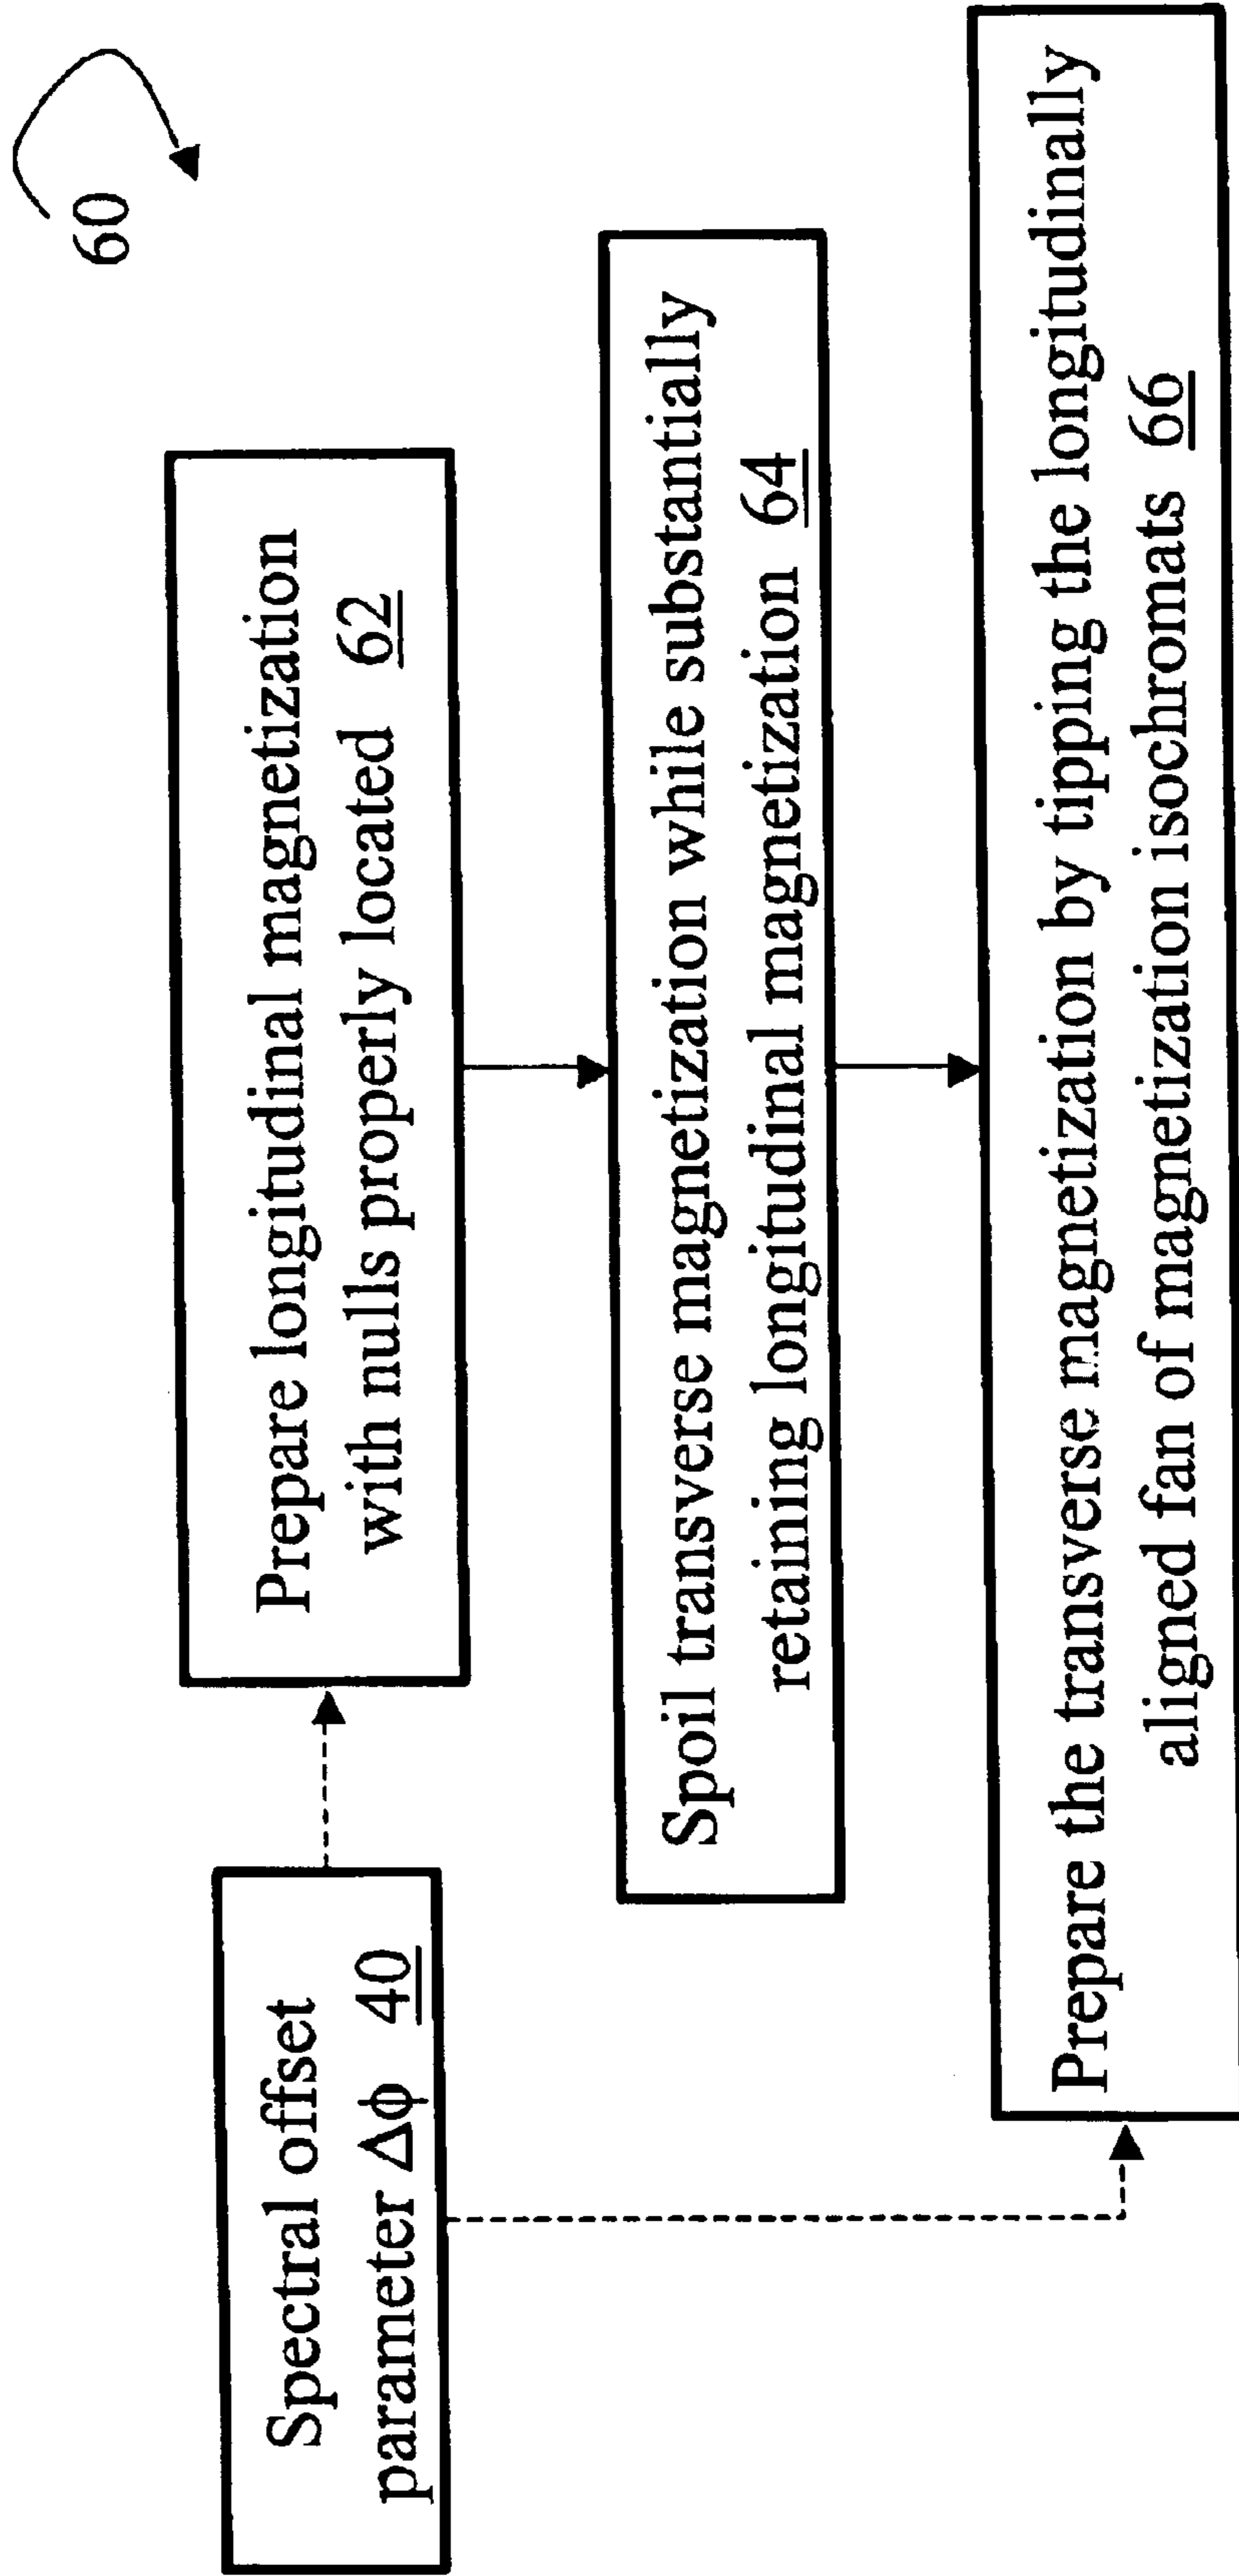 60
Spectral offset
parameter Δϕ 40
Prepare longitudinal magnetization
with nulls properly located 62
Spoil transverse magnetization while substantially
retaining longitudinal magnetization 64
Prepare the transverse magnetization by tipping the longitudinally
aligned fan of magnetization isochromats 66